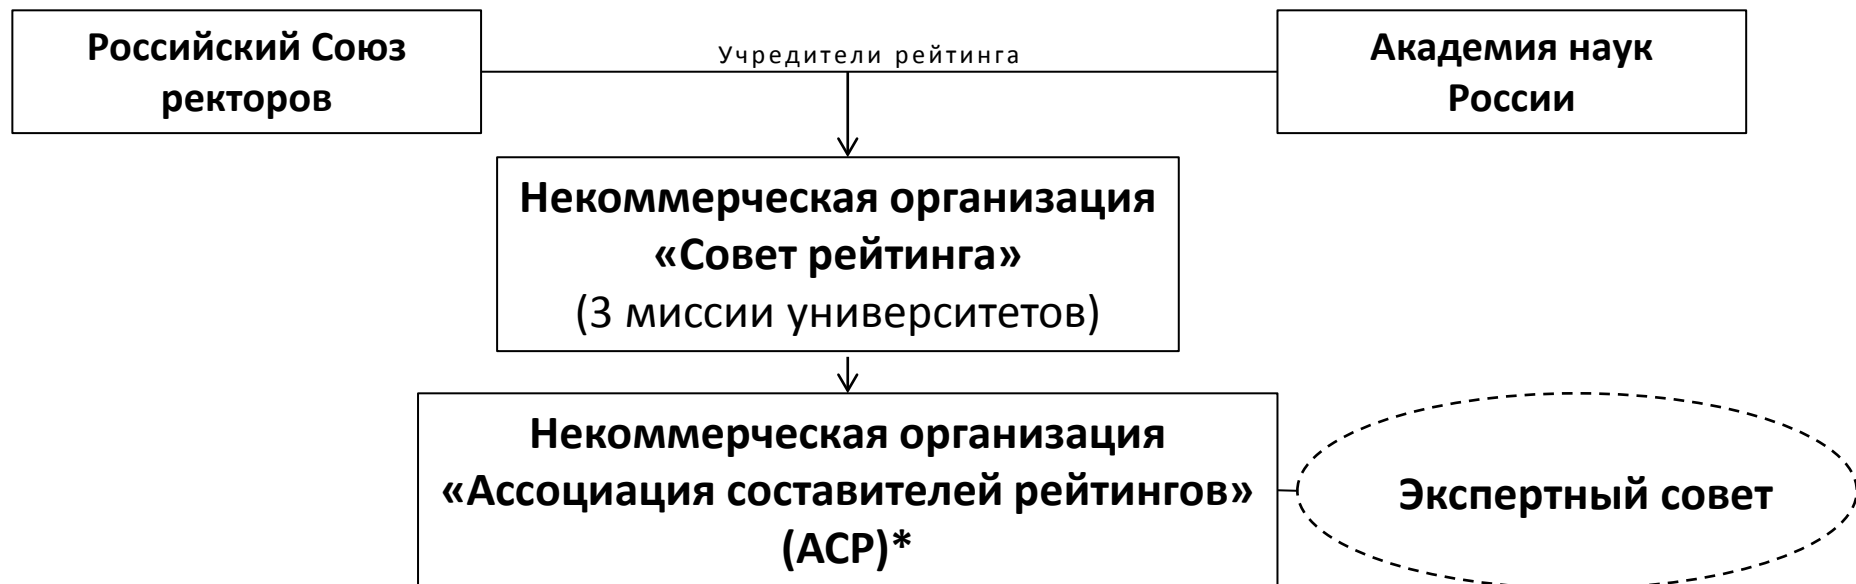 Российский Союз
ректоров
Учредители рейтинга
Академия наук
России
Некоммерческая организация
«Совет рейтинга»
(3 миссии университетов)
Некоммерческая организация
«Ассоциация составителей рейтингов»
(АСР)*
Экспертный совет